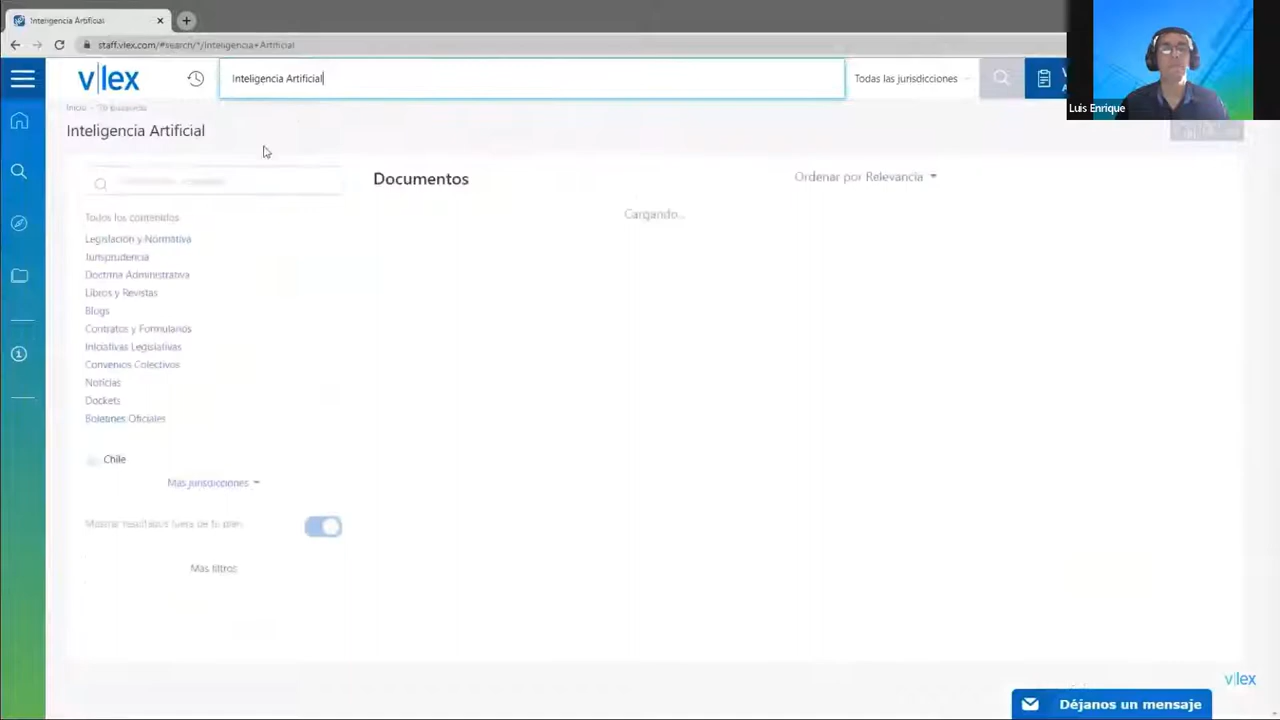 Inteligencia Artificial
staff.vlex.com/#search/*/Inteligencia+Artificial
v|lex
Inteligencia Artificial
Todas las jurisdicciones
Luis Enrique
Inicio
Inteligencia Artificial
Documentos
Ordenar por Relevancia
Cargando...
Todos los contenidos
Legislación y Normativa
Jurisprudencia
Doctrina Administrativa
Libros y Revistas
Blogs
Contratos y Formularios
Iniciativas Legislativas
Convenios Colectivos
Noticias
Dockets
Boletines Oficiales
Chile
Más jurisdicciones
Mostrar resultados fuera de tu plan
Más filtros
v|lex
Déjanos un mensaje